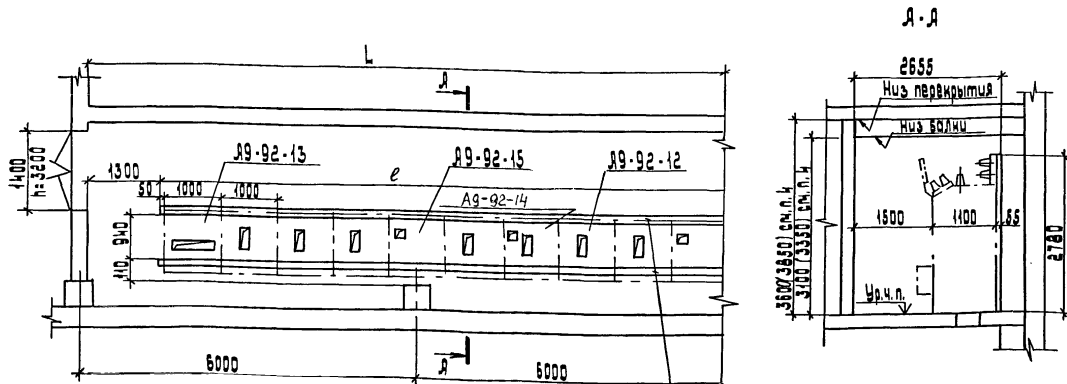 L
А
1400
h=3200
1300
А9-92-13
А9-92-15
А9-92-12
ℓ
50
1000
1000
А9-92-14
940
110
А
6000
6000
А-А
2655
Низ перекрытия
Низ балки
3600(3850) см.п.4
3100(3350) см.п.4
1500
1100
55
2780
Ур.ч.п.